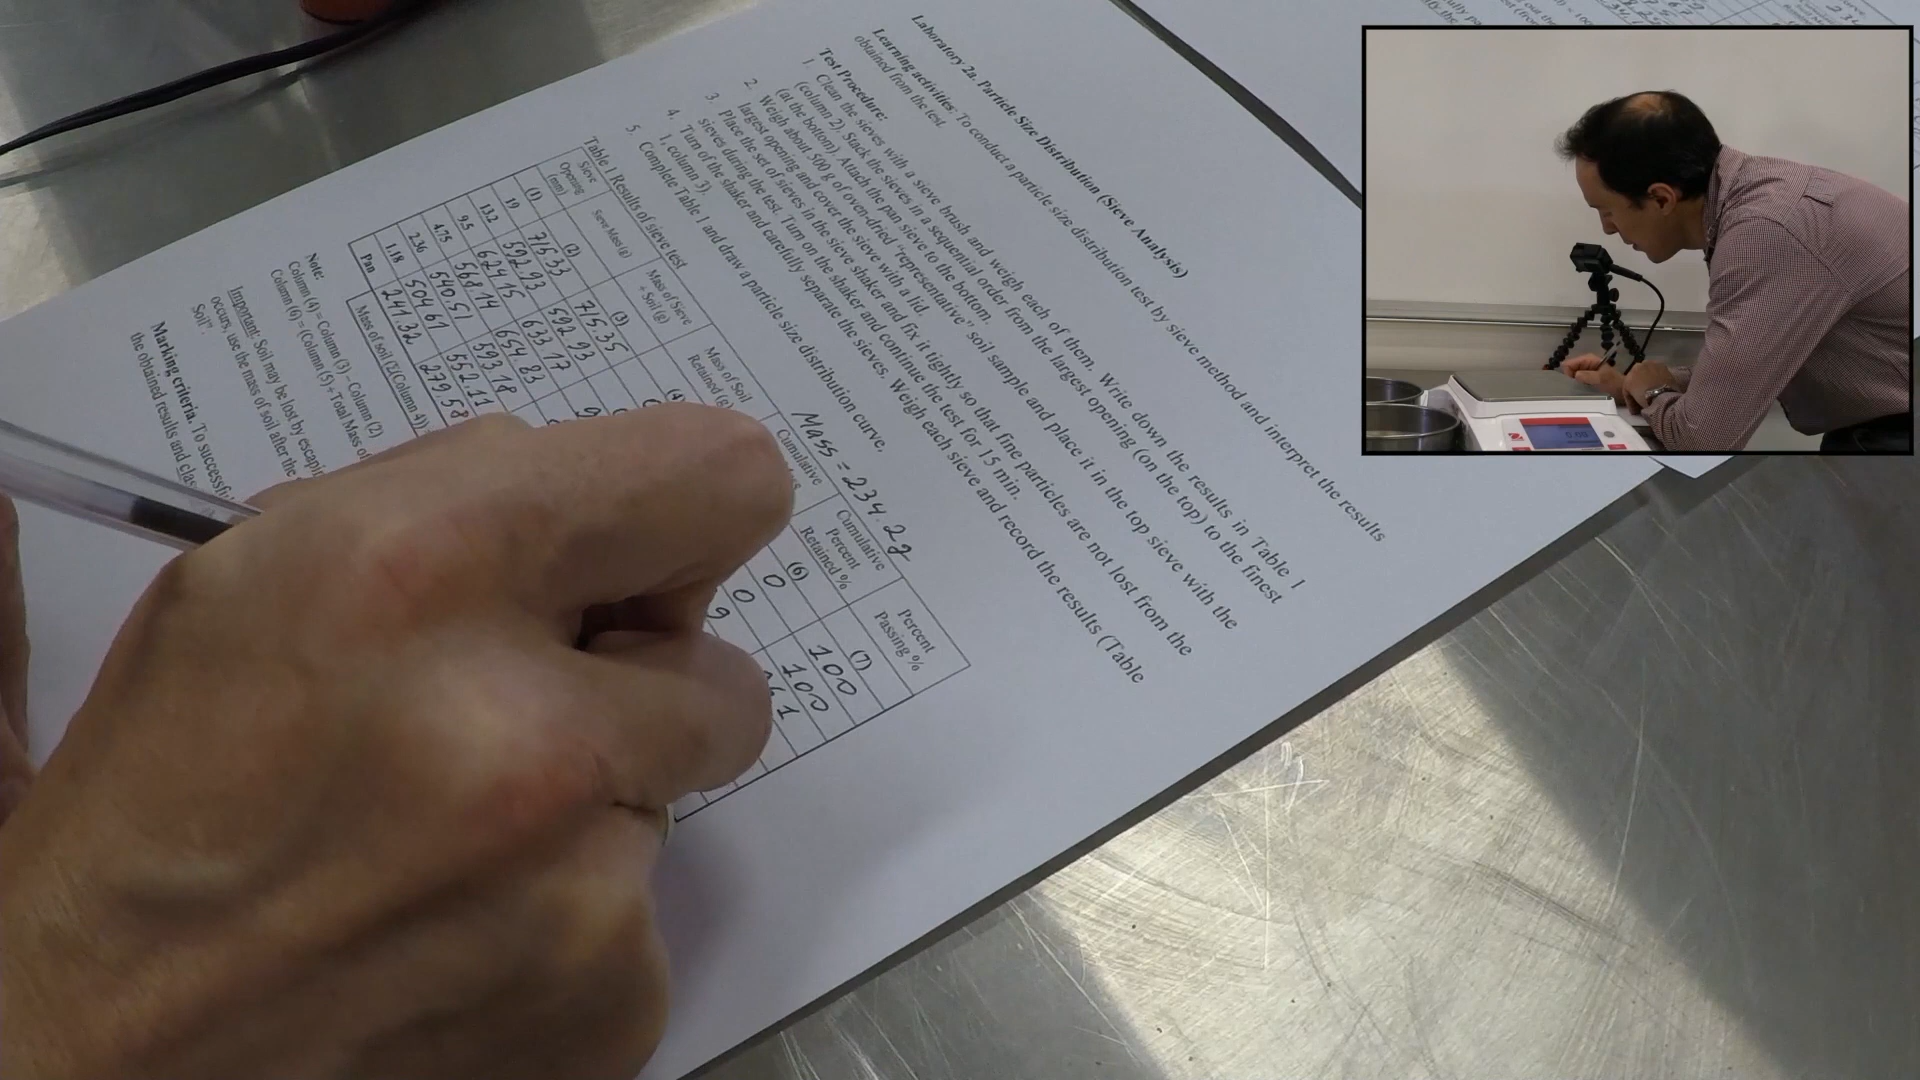 Laboratory 2a. Particle Size Distribution (Sieve Analysis)
Learning activities: To conduct a particle size distribution test by sieve method and interpret the results
obtained from the test.
Test Procedure:
1. Clean the sieves with a sieve brush and weigh each of them. Write down the results in Table 1
(column 2). Stack the sieves in a sequential order from the largest opening (on the top) to the finest
(at the bottom). Attach the pan sieve to the bottom.
2. Weigh about 500 g of oven-dried "representative" soil sample and place it in the top sieve with the
largest opening and cover the sieve with a lid.
3. Place the set of sieves in the sieve shaker and fix it tightly so that fine particles are not lost from the
sieves during the test. Turn on the shaker and continue the test for 15 min.
4. Turn of the shaker and carefully separate the sieves. Weigh each sieve and record the results (Table
1, column 3).
5. Complete Table 1 and draw a particle size distribution curve.
Mass = 234.2g
Table 1 Results of sieve test
Sieve Opening (mm) Sieve Mass (g) Mass of Sieve + Soil (g) Mass of Soil Retained (g) Cumulative Cumulative Percent Retained % Percent Passing %
(1) (2) (3) (4) (6) (7)
19 715.33 715.35 0 100
13.2 592.93 592.93 0 100
9.5 624.15 633.17
4.75 568.14 654.83
2.36 540.51 593.18
1.18 504.61 552.11
Pan 241.32 279.58
Mass of soil (Σ(Column 4))
Note:
Column (4) = Column (3) – Column (2)
Column (6) = (Column (5) ÷ Total Mass of
Important: Soil may be lost by escapi
occurs, use the mass of soil after the
Soil".
Marking criteria. To successfu
the obtained results and clas